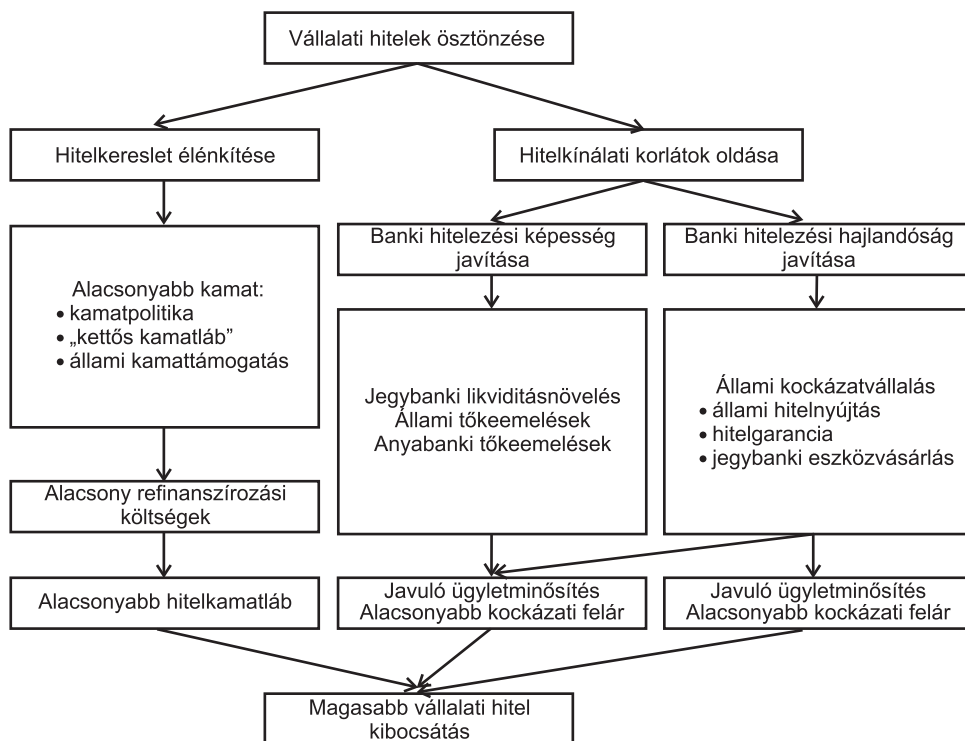 Vállalati hitelek ösztönzése
Hitelkereslet élénkítése
Hitelkínálati korlátok oldása
Banki hitelezési képesség
javítása
Banki hitelezési hajlandóság
javítása
Alacsonyabb kamat:
• kamatpolitika
• „kettős kamatláb”
• állami kamattámogatás
Jegybanki likviditásnövelés
Állami tőkeemelések
Anyabanki tőkeemelések
Állami kockázatvállalás
• állami hitelnyújtás
• hitelgarancia
• jegybanki eszközvásárlás
Alacsony refinanszírozási
költségek
Alacsonyabb hitelkamatláb
Javuló ügyletminősítés
Alacsonyabb kockázati felár
Javuló ügyletminősítés
Alacsonyabb kockázati felár
Magasabb vállalati hitel
kibocsátás